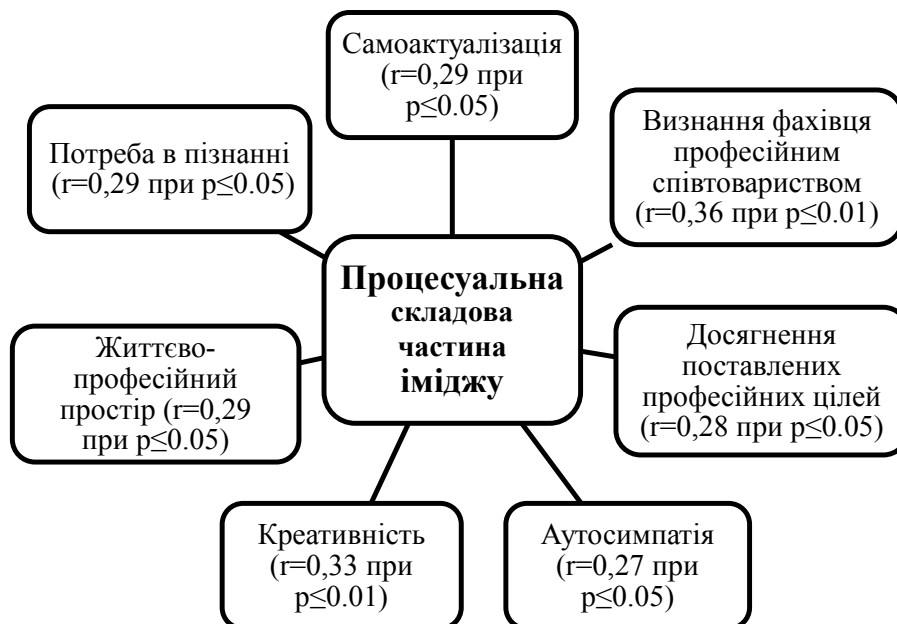 Самоактуалізація
(r=0,29 при
p≤0.05)
Визнання фахівця
професійним
співтовариством
(r=0,36 при p≤0.01)
Потреба в пізнанні
(r=0,29 при p≤0.05)
Процесуальна
складова
частина
іміджу
Життєво-
професійний
простір (r=0,29
при p≤0.05)
Досягнення
поставлених
професійних цілей
(r=0,28 при p≤0.05)
Креативність
(r=0,33 при
p≤0.01)
Аутосимпатія
(r=0,27 при
p≤0.05)